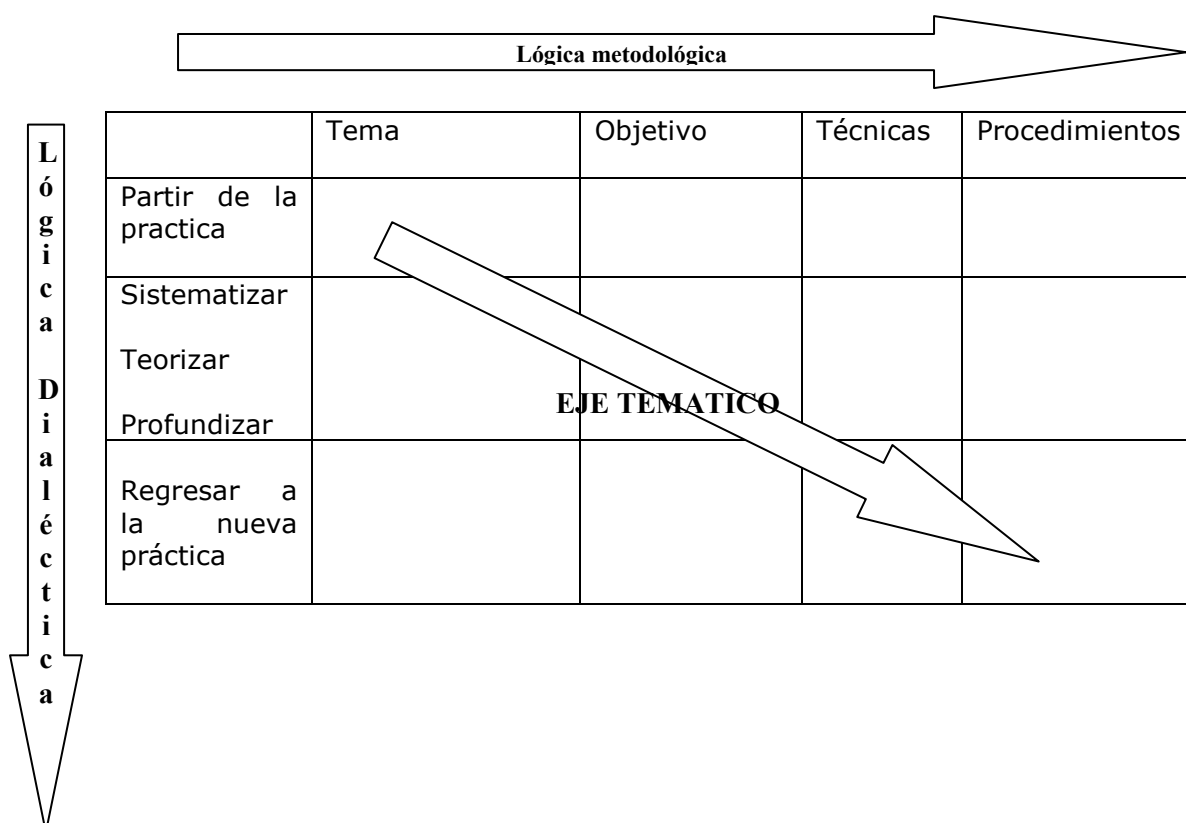 Lógica metodológica
Lógica Dialéctica
Tema Objetivo Técnicas Procedimientos
Partir de la
practica
Sistematizar
Teorizar
Profundizar
EJE TEMATICO
Regresar a
la nueva
práctica